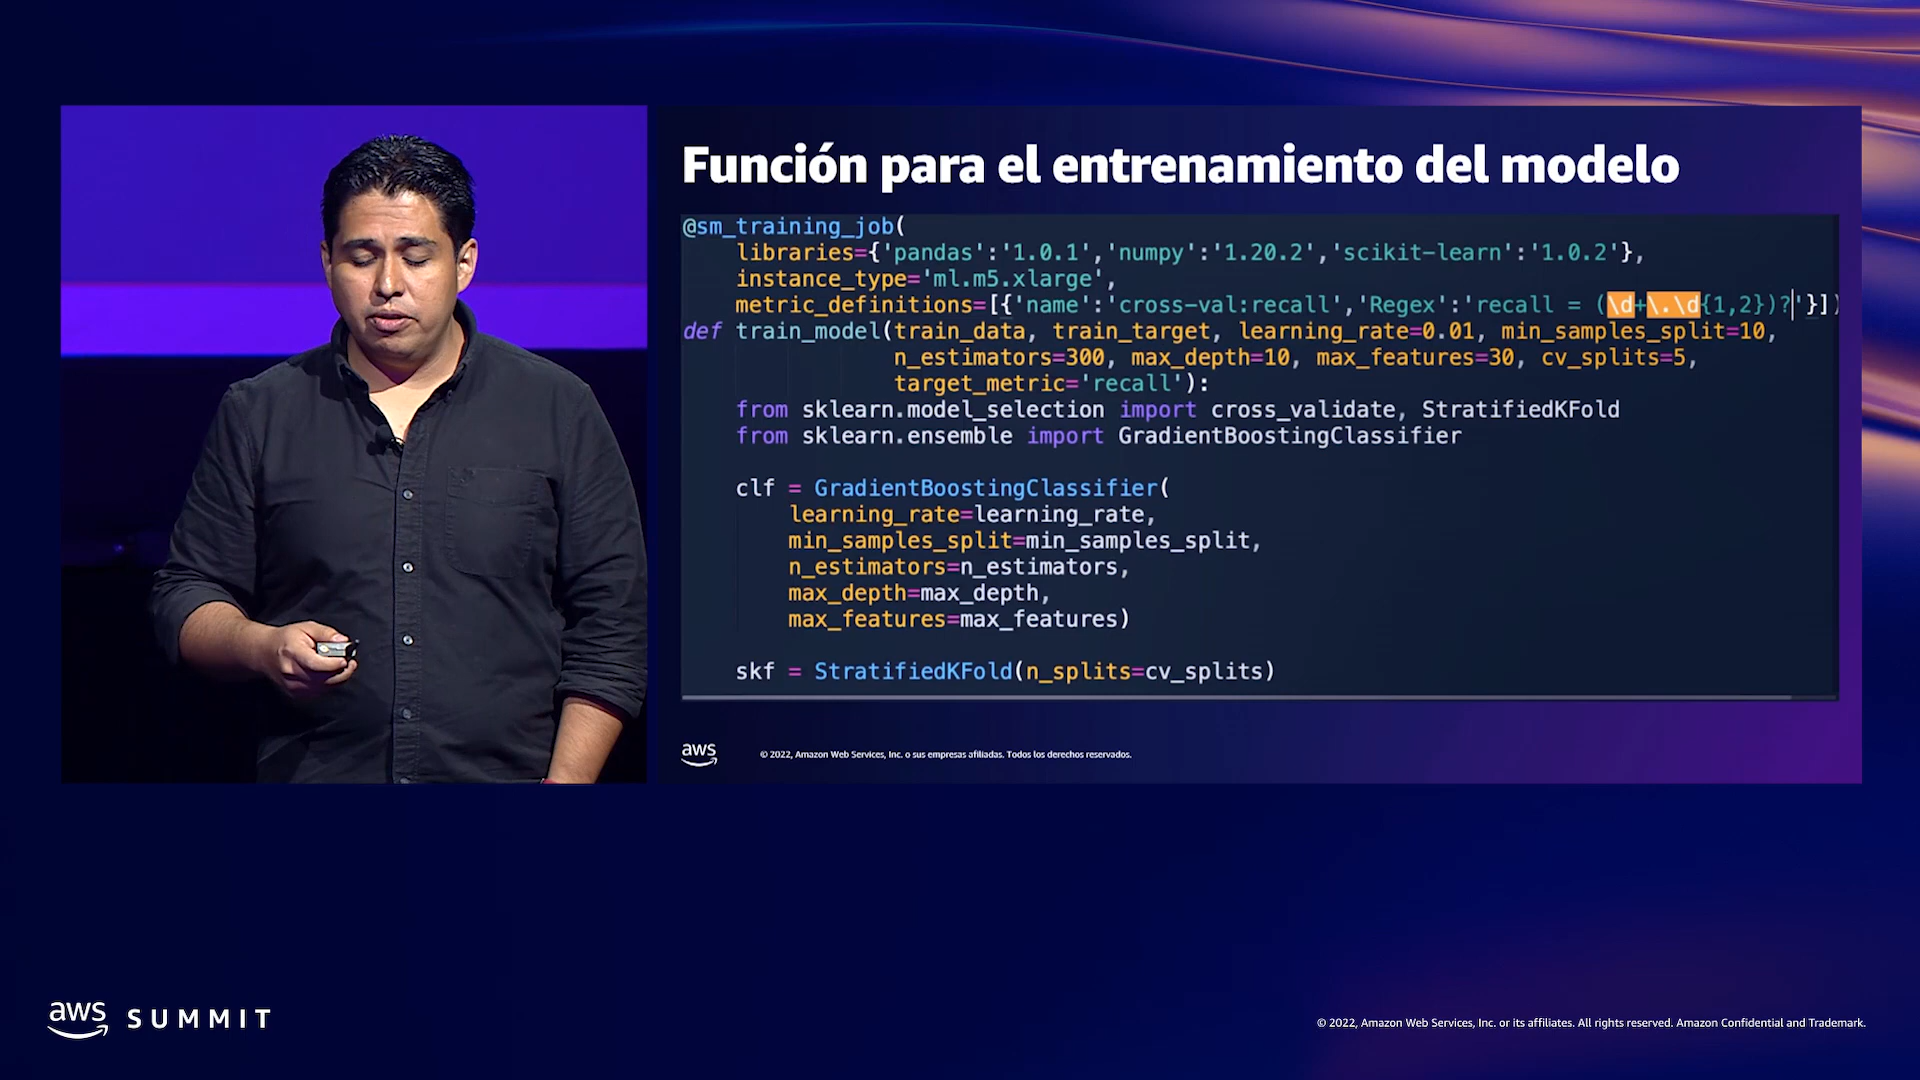 Función para el entrenamiento del modelo
@sm_training_job(
libraries={'pandas':'1.0.1','numpy':'1.20.2','scikit-learn':'1.0.2'},
instance_type='ml.m5.xlarge',
metric_definitions=[{'name':'cross-val:recall','Regex':'recall = (\d+\.\d{1,2})?'}])
def train_model(train_data, train_target, learning_rate=0.01, min_samples_split=10,
n_estimators=300, max_depth=10, max_features=30, cv_splits=5,
target_metric='recall'):
from sklearn.model_selection import cross_validate, StratifiedKFold
from sklearn.ensemble import GradientBoostingClassifier
clf = GradientBoostingClassifier(
learning_rate=learning_rate,
min_samples_split=min_samples_split,
n_estimators=n_estimators,
max_depth=max_depth,
max_features=max_features)
skf = StratifiedKFold(n_splits=cv_splits)
aws
© 2022, Amazon Web Services, Inc. o sus empresas afiliadas. Todos los derechos reservados.
aws SUMMIT
© 2022, Amazon Web Services, Inc. or its affiliates. All rights reserved. Amazon Confidential and Trademark.